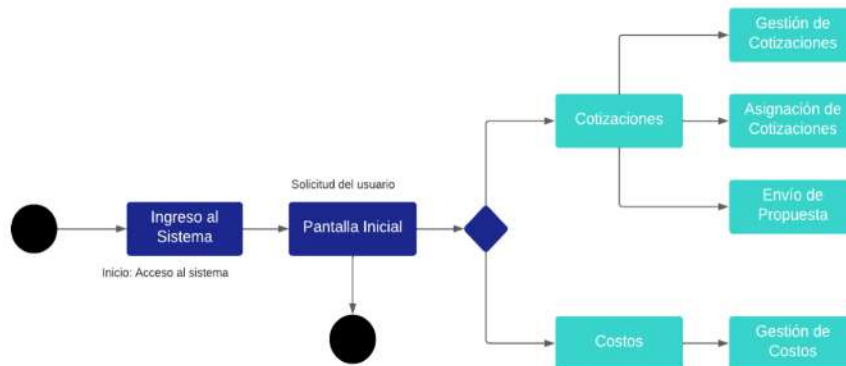 Gestión de
Cotizaciones
Cotizaciones
Asignación de
Cotizaciones
Solicitud del usuario
Envío de
Propuesta
Ingreso al
Sistema
Pantalla Inicial
Inicio: Acceso al sistema
Costos
Gestión de
Costos